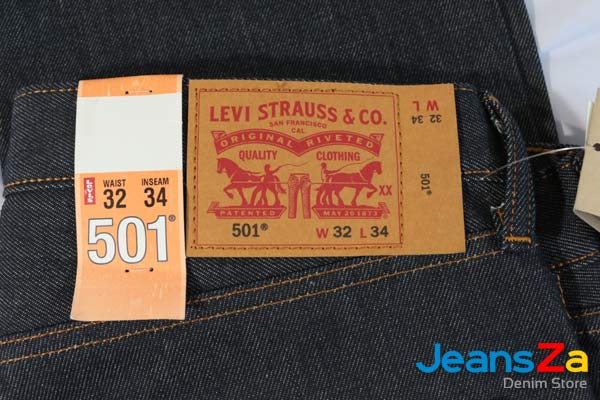 LEVI'S
WAIST INSEAM
32 34
501®
LEVI STRAUSS & CO.
SAN FRANCISCO
CAL.
ORIGINAL RIVETED
QUALITY CLOTHING
XX
PATENTED MAY 20 1873
501® W 32 L 34
W L
32 34
501®
JeansZa
Denim Store